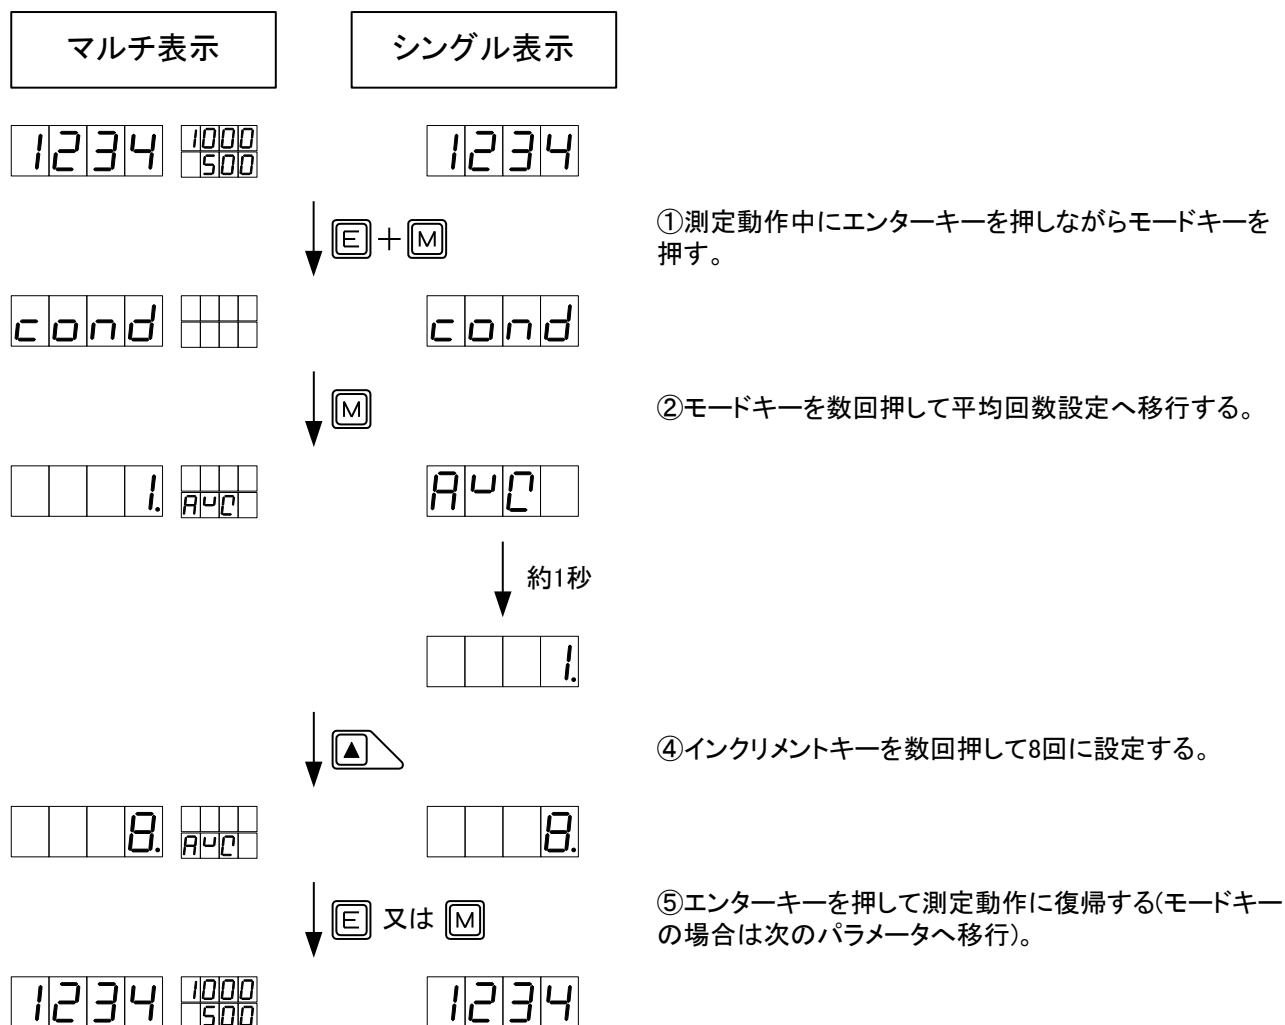 マルチ表示 シングル表示
1234 1000 1234
500
E+M ①測定動作中にエンターキーを押しながらモードキーを
押す。
cond cond
M ②モードキーを数回押して平均回数設定へ移行する。
1. AvC AvC
約1秒
1.
▲ ④インクリメントキーを数回押して8回に設定する。
8. AvC 8.
E 又は M ⑤エンターキーを押して測定動作に復帰する(モードキー
の場合は次のパラメータへ移行)。
1234 1000 1234
500